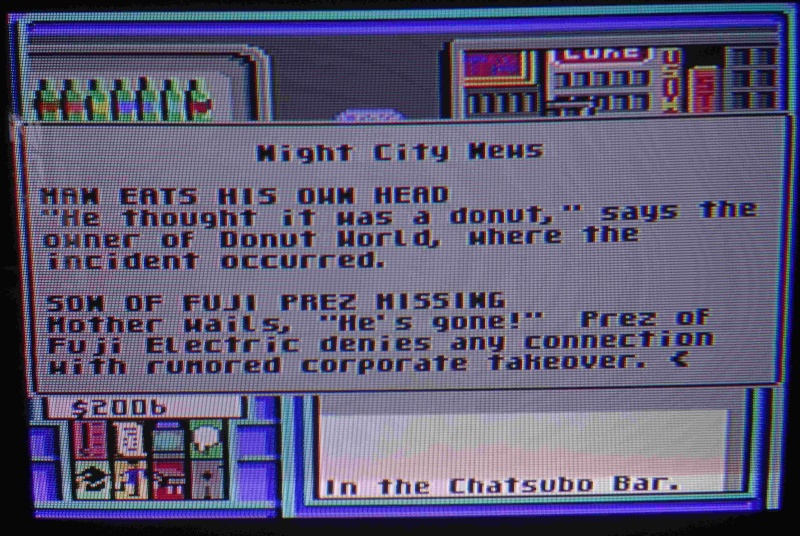 Night City News
MAN EATS HIS OWN HEAD
"He thought it was a donut," says the
owner of Donut World, where the
incident occurred.
SON OF FUJI PREZ MISSING
Mother wails, "He's gone!" Prez of
Fuji Electric denies any connection
with rumored corporate takeover. <
$2006
In the Chatsubo Bar.